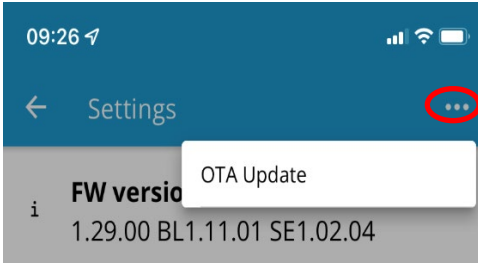 09:26
Settings
OTA Update
i FW versio
1.29.00 BL1.11.01 SE1.02.04